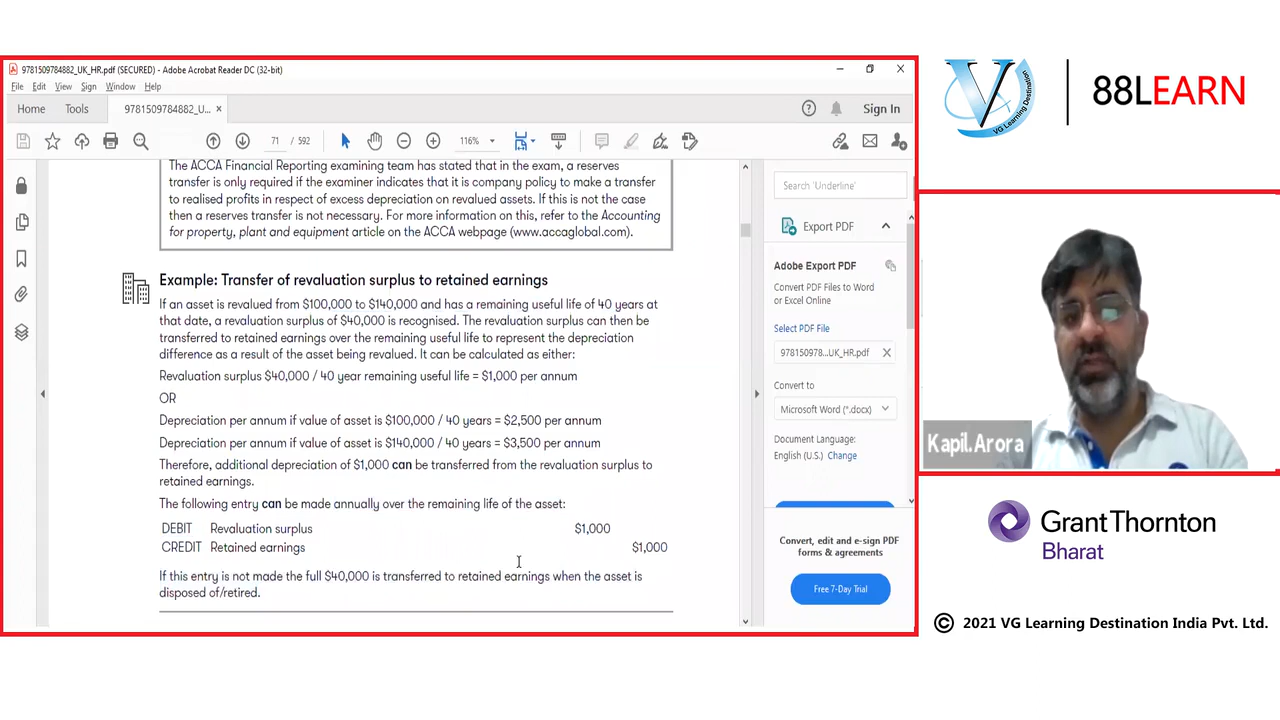 9781509784882_UK_HR.pdf (SECURED) - Adobe Acrobat Reader DC (32-bit)
File Edit View Sign Window Help
Home Tools 9781509784882_U... × Sign In
71 / 592 116%
The ACCA Financial Reporting examining team has stated that in the exam, a reserves
transfer is only required if the examiner indicates that it is company policy to make a transfer
to realised profits in respect of excess depreciation on revalued assets. If this is not the case
then a reserves transfer is not necessary. For more information on this, refer to the Accounting
for property, plant and equipment article on the ACCA webpage (www.accaglobal.com).
Example: Transfer of revaluation surplus to retained earnings
If an asset is revalued from $100,000 to $140,000 and has a remaining useful life of 40 years at
that date, a revaluation surplus of $40,000 is recognised. The revaluation surplus can then be
transferred to retained earnings over the remaining useful life to represent the depreciation
difference as a result of the asset being revalued. It can be calculated as either:
Revaluation surplus $40,000 / 40 year remaining useful life = $1,000 per annum
OR
Depreciation per annum if value of asset is $100,000 / 40 years = $2,500 per annum
Depreciation per annum if value of asset is $140,000 / 40 years = $3,500 per annum
Therefore, additional depreciation of $1,000 can be transferred from the revaluation surplus to
retained earnings.
The following entry can be made annually over the remaining life of the asset:
DEBIT Revaluation surplus $1,000
CREDIT Retained earnings $1,000
If this entry is not made the full $40,000 is transferred to retained earnings when the asset is
disposed of/retired.
Search 'Underline'
Export PDF
Adobe Export PDF
Convert PDF Files to Word
or Excel Online
Select PDF File
978150978...UK_HR.pdf
Convert to
Microsoft Word (*.docx)
Document Language:
English (U.S.) Change
Convert, edit and e-sign PDF
forms & agreements
Free 7-Day Trial
V
VG Learning Destination
88LEARN
Kapil.Arora
GrantThornton
Bharat
© 2021 VG Learning Destination India Pvt. Ltd.